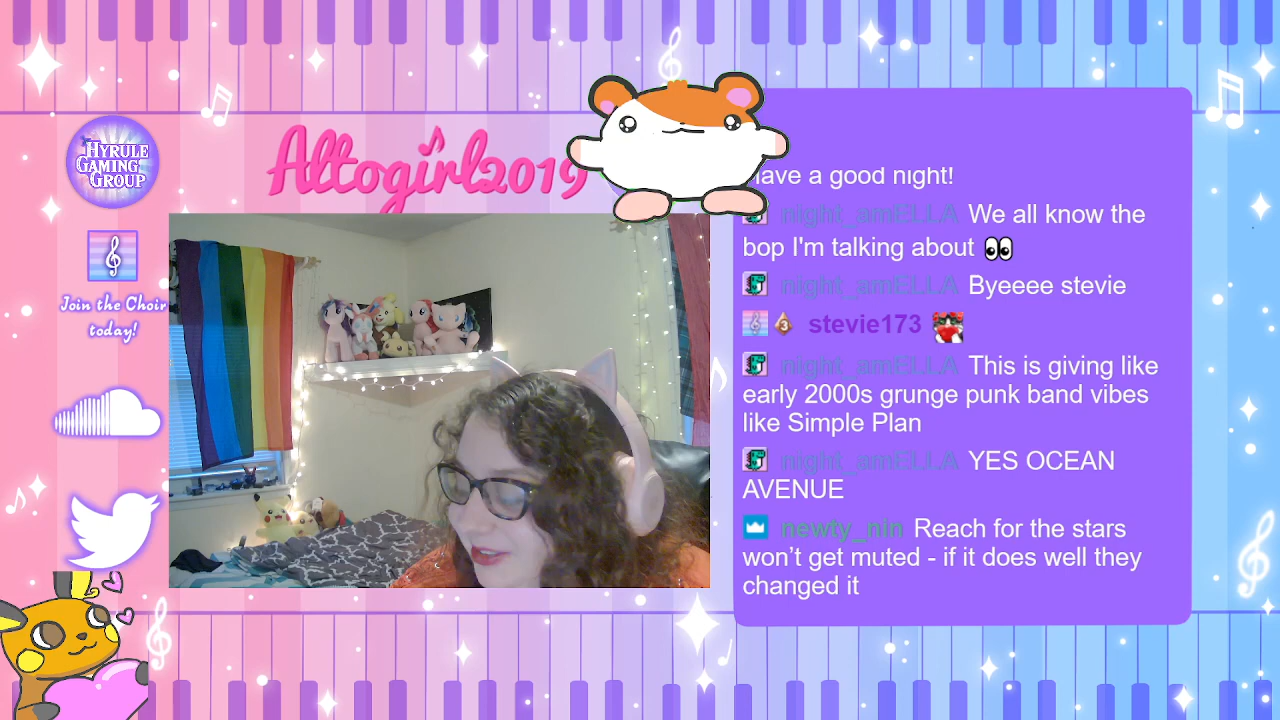 HYRULE
GAMING
GROUP
Join the Choir
today!
Altogirl2019
have a good night!
night_amELLA We all know the
bop I'm talking about 👀
night_amELLA Byeeee stevie
3 stevie173
night_amELLA This is giving like
early 2000s grunge punk band vibes
like Simple Plan
night_amELLA YES OCEAN
AVENUE
newty_nin Reach for the stars
won’t get muted - if it does well they
changed it